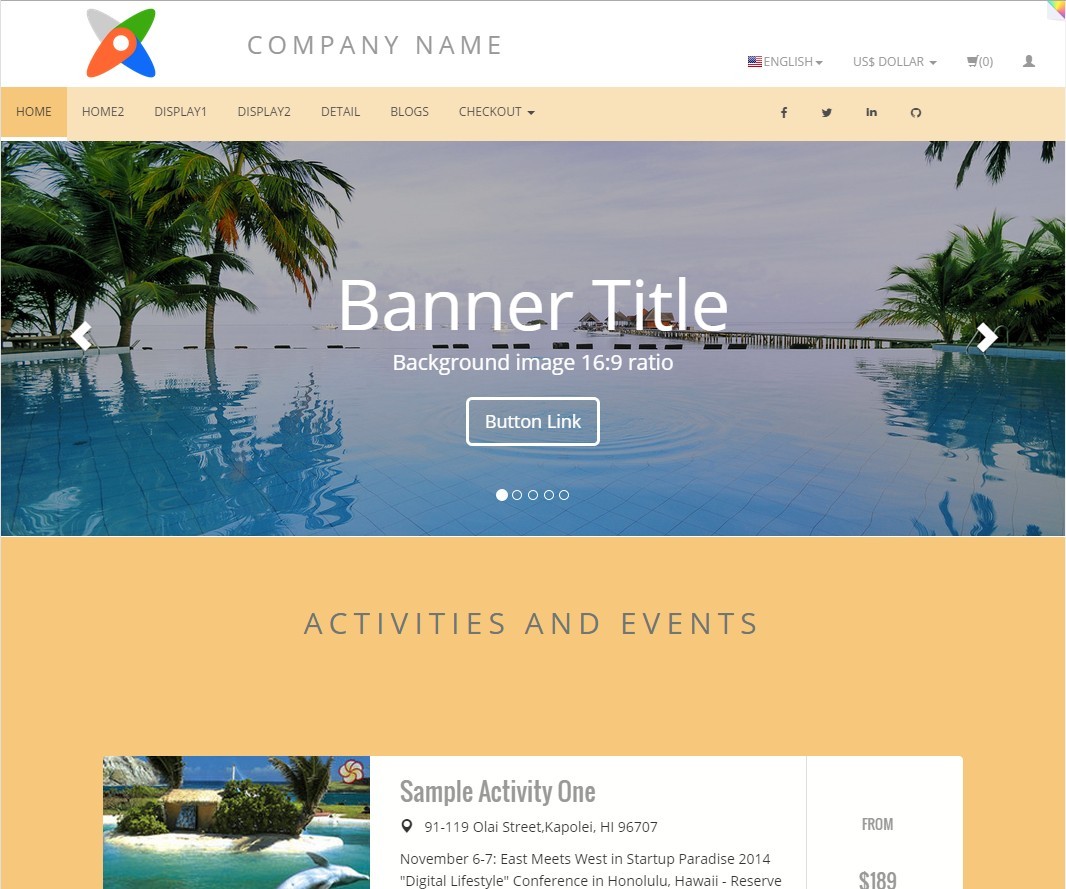 COMPANY NAME
ENGLISH
US$ DOLLAR
(0)
HOME
HOME2
DISPLAY1
DISPLAY2
DETAIL
BLOGS
CHECKOUT
Banner Title
Background image 16:9 ratio
Button Link
ACTIVITIES AND EVENTS
Sample Activity One
91-119 Olai Street,Kapolei, HI 96707
November 6-7: East Meets West in Startup Paradise 2014
"Digital Lifestyle" Conference in Honolulu, Hawaii - Reserve
FROM
$189